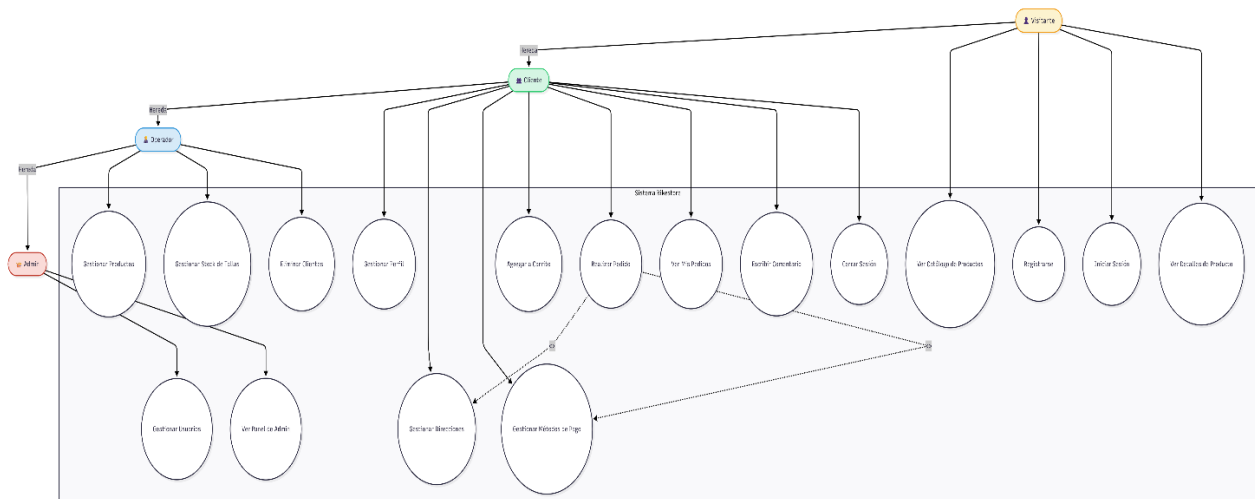 Visitante
Hereda
Cliente
Hereda
Operador
Hereda
Sistema Nikestore
Admin
Gestionar Productos
Gestionar Stock de Tallas
Eliminar Clientes
Gestionar Perfil
Agregar a Carrito
Realizar Pedido
Ver Mis Pedidos
Escribir Comentario
Cerrar Sesión
Ver Catálogo de Productos
Registrarse
Iniciar Sesión
Ver Detalles de Producto
<>
<>
Gestionar Usuarios
Ver Panel de Admin
Gestionar Direcciones
Gestionar Métodos de Pago